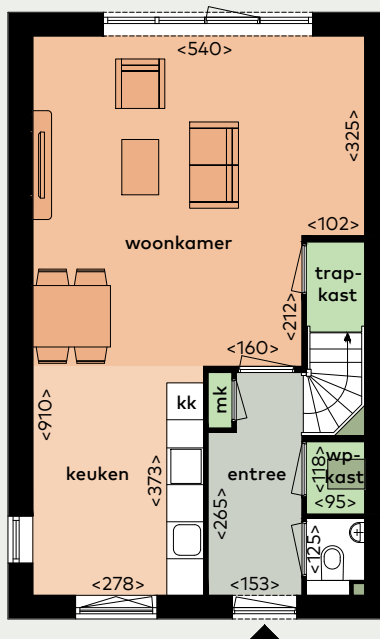 <540>
<325>
<102>
woonkamer
trap-
kast
<212>
<160>
kk
mk
<910>
keuken
<373>
entree
<265>
<118>
wp-
kast
<95>
<125>
<278>
<153>